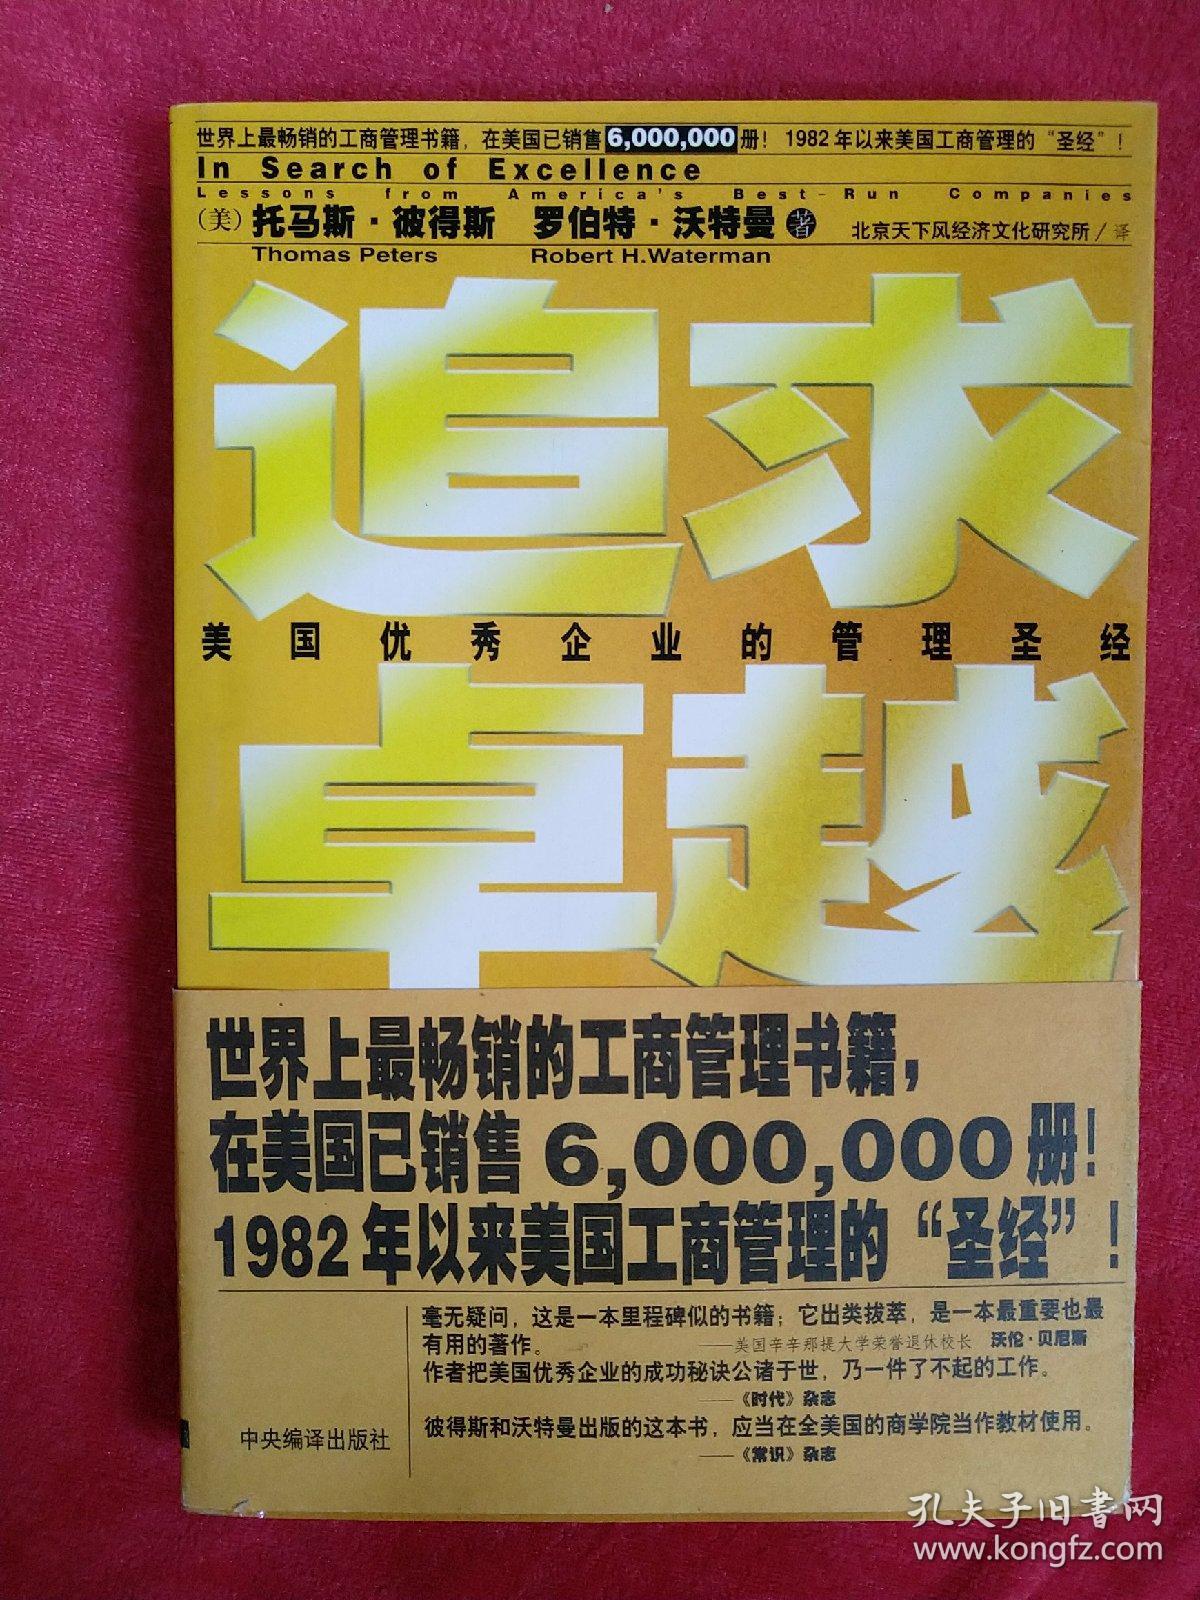 世界上最畅销的工商管理书籍，在美国已销售6,000,000册！ 1982年以来美国工商管理的“圣经”！
In Search of Excellence
Lessons from America's Best-Run Companies
（美）托马斯·彼得斯 罗伯特·沃特曼 著 北京天下风经济文化研究所／译
Thomas Peters Robert H.Waterman
追求
美国优秀企业的管理圣经
卓越
世界上最畅销的工商管理书籍，
在美国已销售 6,000,000 册！
1982年以来美国工商管理的“圣经”！
毫无疑问，这是一本里程碑似的书籍；它出类拔萃，是一本最重要也最
有用的著作。 ——美国辛辛那提大学荣誉退休校长 沃伦·贝尼斯
作者把美国优秀企业的成功秘诀公诸于世，乃一件了不起的工作。
——《时代》杂志
彼得斯和沃特曼出版的这本书，应当在全美国的商学院当作教材使用。
——《常识》杂志
中央编译出版社
孔夫子旧书网
www.kongfz.com